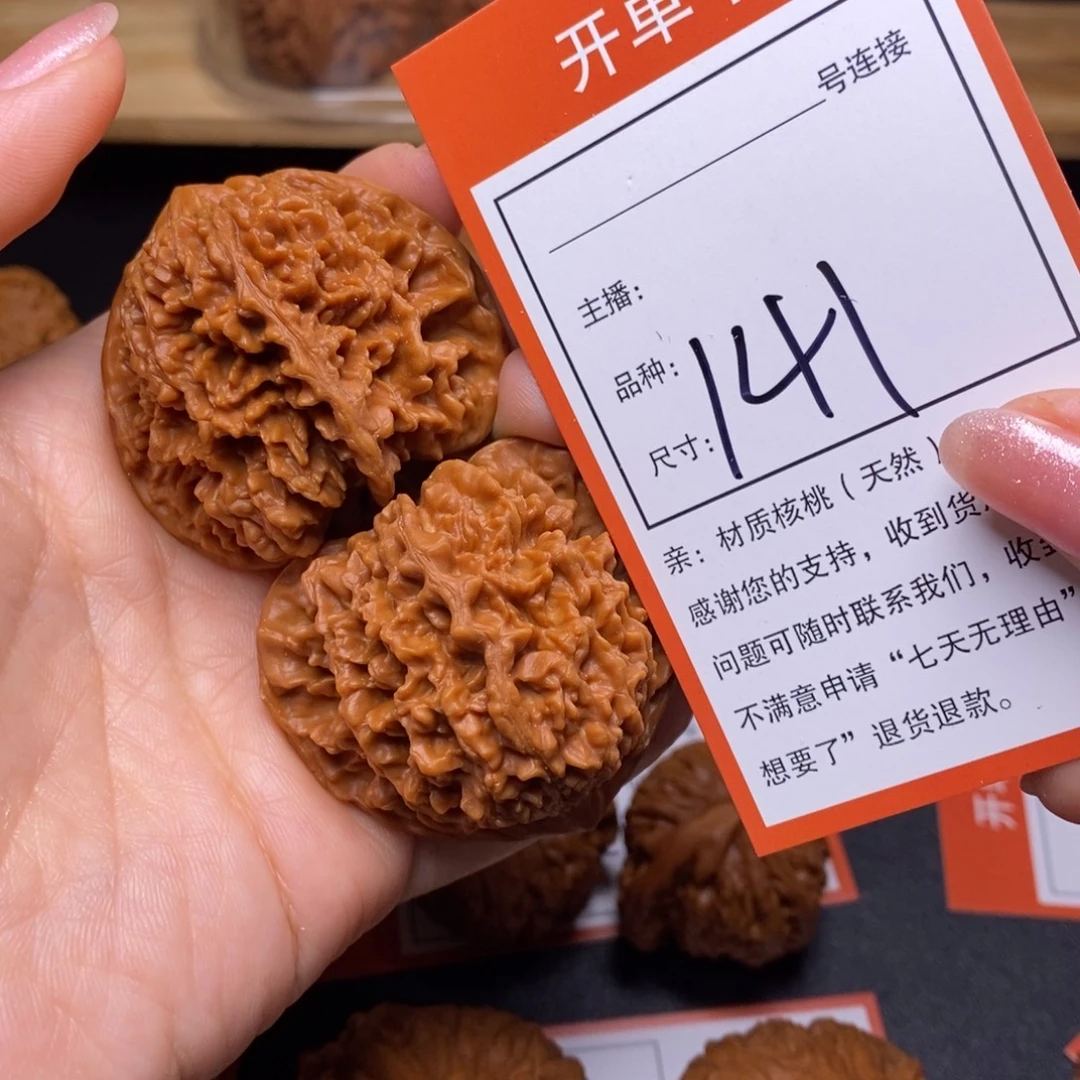 开单
号连接
主播：
品种：
尺寸：
141
亲：材质核桃（天然）
感谢您的支持，收到货
问题可随时联系我们，收到
不满意申请“七天无理由”
想要了”退货退款。